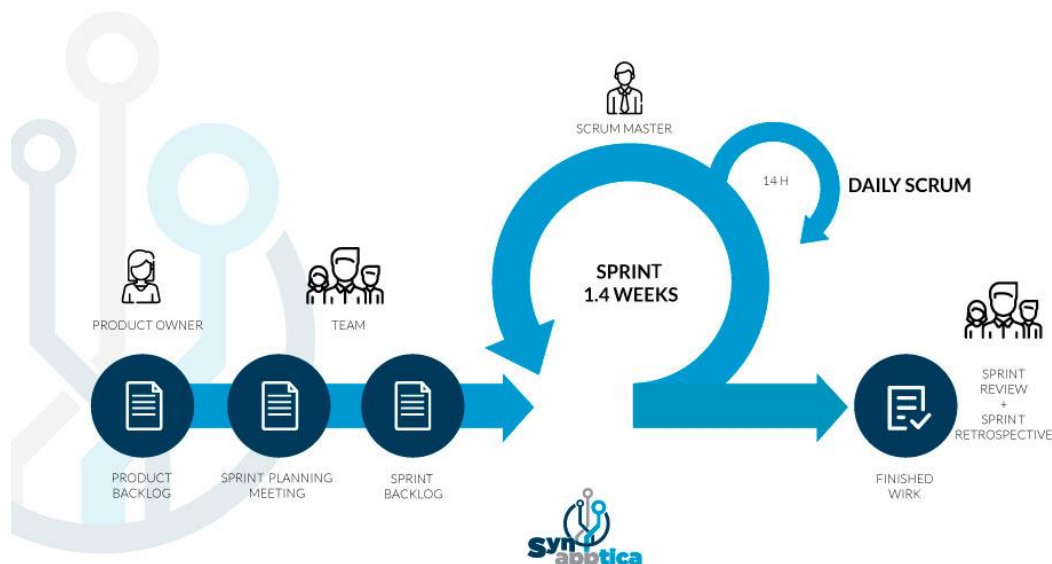 SCRUM MASTER
14 H
DAILY SCRUM
SPRINT
1.4 WEEKS
PRODUCT OWNER
TEAM
SPRINT
REVIEW
+
SPRINT
RETROSPECTIVE
PRODUCT
BACKLOG
SPRINT PLANNING
MEETING
SPRINT
BACKLOG
FINISHED
WIRK
syn
apptica